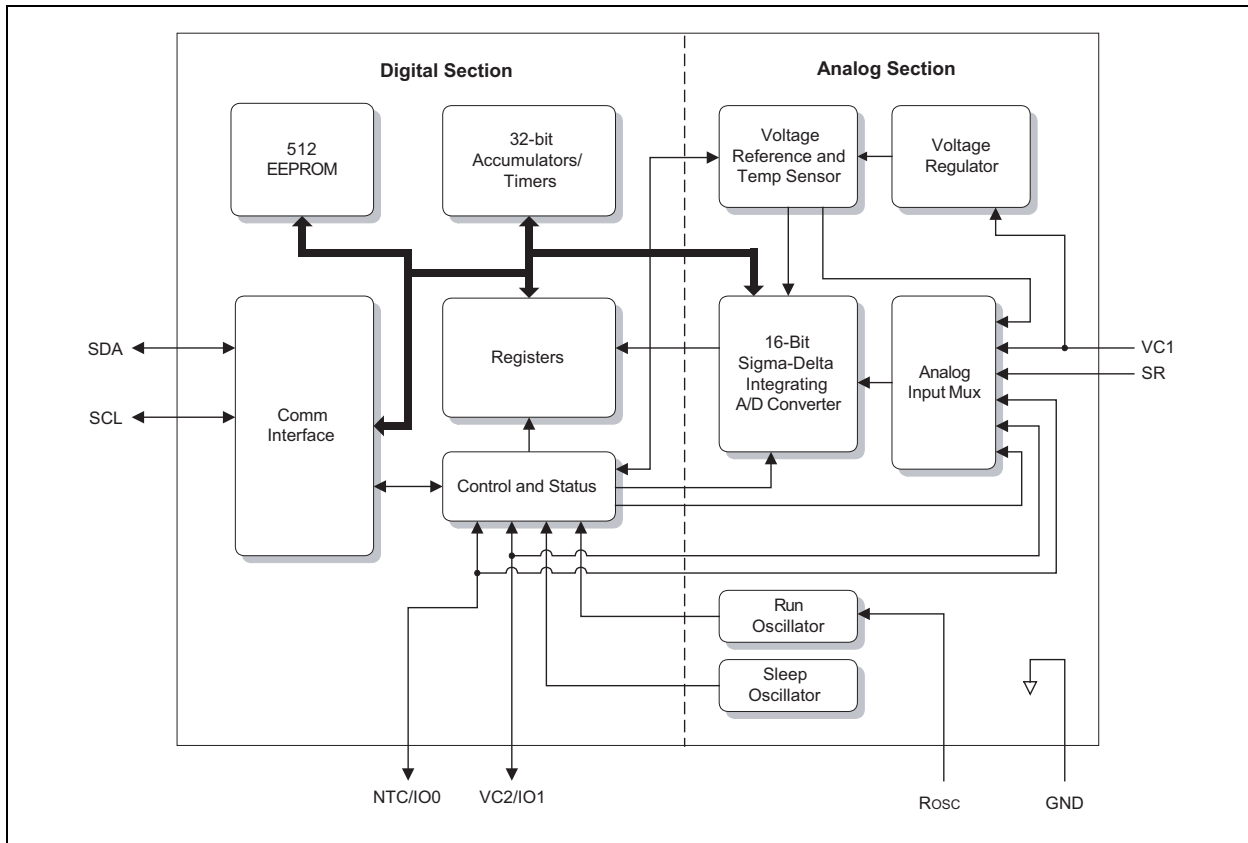 Digital Section
Analog Section
512
EEPROM
32-bit
Accumulators/
Timers
Voltage
Reference and
Temp Sensor
Voltage
Regulator
SDA
SCL
Comm
Interface
Registers
16-Bit
Sigma-Delta
Integrating
A/D Converter
Analog
Input Mux
VC1
SR
Control and Status
Run
Oscillator
Sleep
Oscillator
NTC/IO0
VC2/IO1
ROSC
GND